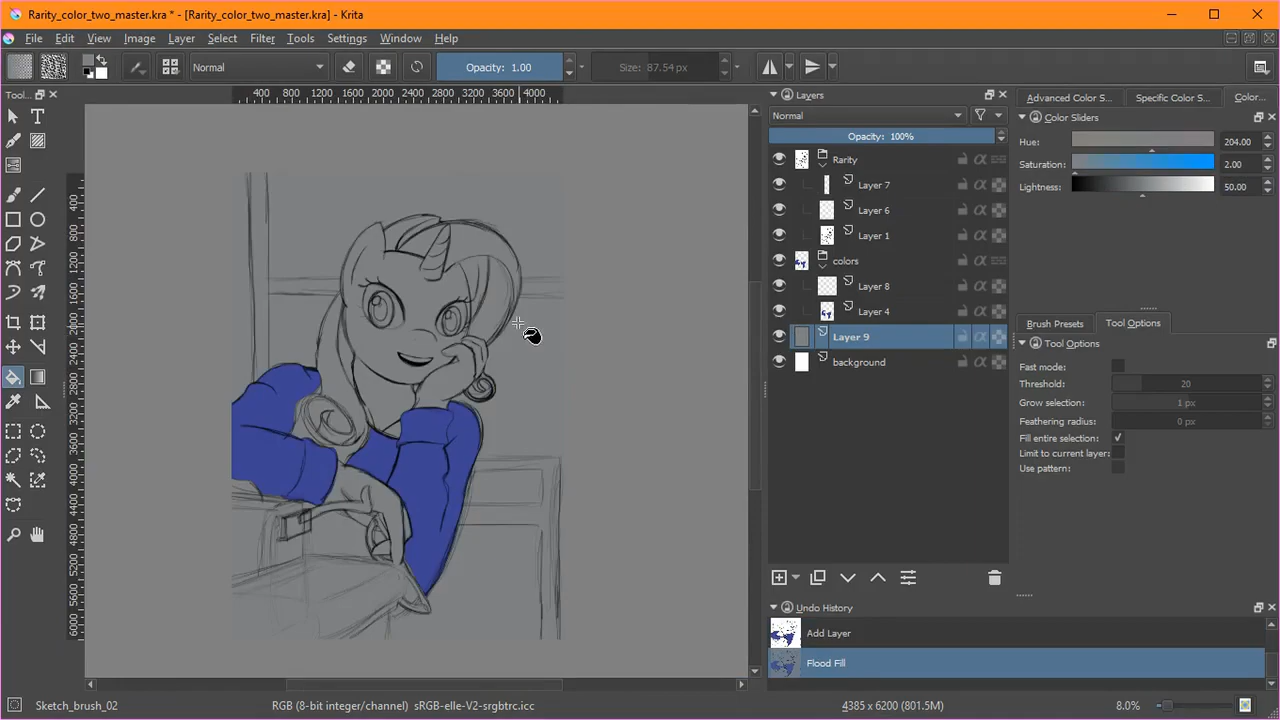 Rarity_color_two_master.kra * - [Rarity_color_two_master.kra] - Krita
File Edit View Image Layer Select Filter Tools Settings Window Help
Normal Opacity: 1.00 Size: 87.54 px
Tool...
400 800 1200 1600 2000 2400 2800 3200 3600 4000
Layers
Normal
Opacity: 100%
Rarity
Layer 7
Layer 6
Layer 1
colors
Layer 8
Layer 4
Layer 9
background
Undo History
Add Layer
Flood Fill
Advanced Color S... Specific Color S... Color...
Color Sliders
Hue: 204.00
Saturation: 2.00
Lightness: 50.00
Brush Presets Tool Options
Tool Options
Fast mode:
Threshold: 20
Grow selection: 1 px
Feathering radius: 0 px
Fill entire selection: ✓
Limit to current layer:
Use pattern:
Sketch_brush_02 RGB (8-bit integer/channel) sRGB-elle-V2-srgbtrc.icc 4385 x 6200 (801.5M) 8.0%